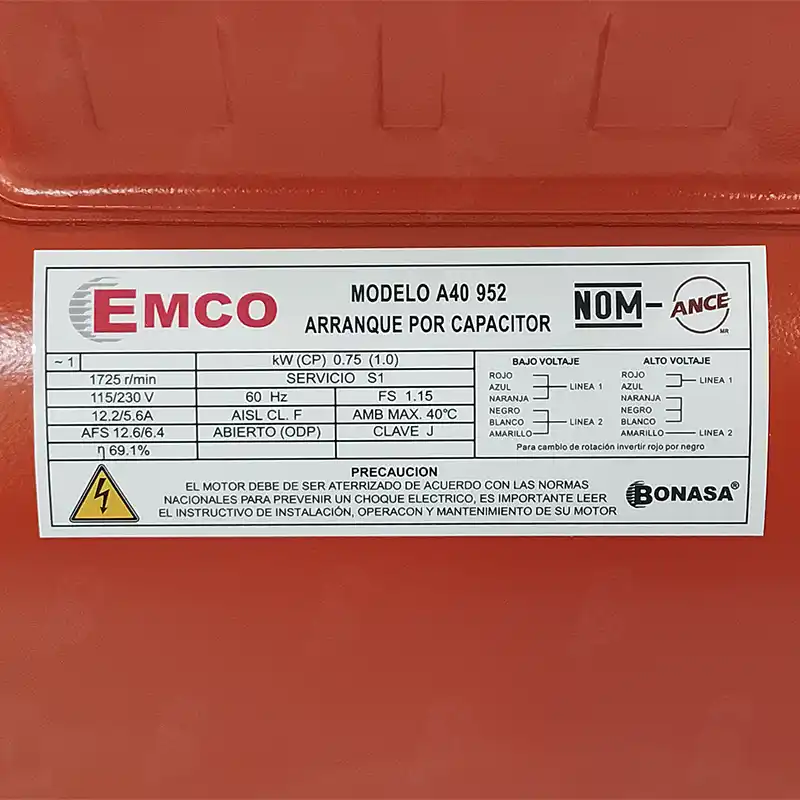 EMCO
MODELO A40 952
ARRANQUE POR CAPACITOR
NOM-
ANCE
MR
~ 1
kW (CP) 0.75 (1.0)
1725 r/min
SERVICIO S1
115/230 V
60 Hz
FS 1.15
12.2/5.6A
AISL CL. F
AMB MAX. 40°C
AFS 12.6/6.4
ABIERTO (ODP)
CLAVE J
η 69.1%
BAJO VOLTAJE
ROJO
AZUL
NARANJA
LINEA 1
NEGRO
BLANCO
AMARILLO
LINEA 2
ALTO VOLTAJE
ROJO
AZUL
LINEA 1
NARANJA
NEGRO
BLANCO
AMARILLO
LINEA 2
Para cambo de rotación invertir rojo por negro
PRECAUCION
EL MOTOR DEBE DE SER ATERRIZADO DE ACUERDO CON LAS NORMAS
NACIONALES PARA PREVENIR UN CHOQUE ELECTRICO, ES IMPORTANTE LEER
EL INSTRUCTIVO DE INSTALACIÓN, OPERACON Y MANTENIMIENTO DE SU MOTOR
BONASA®